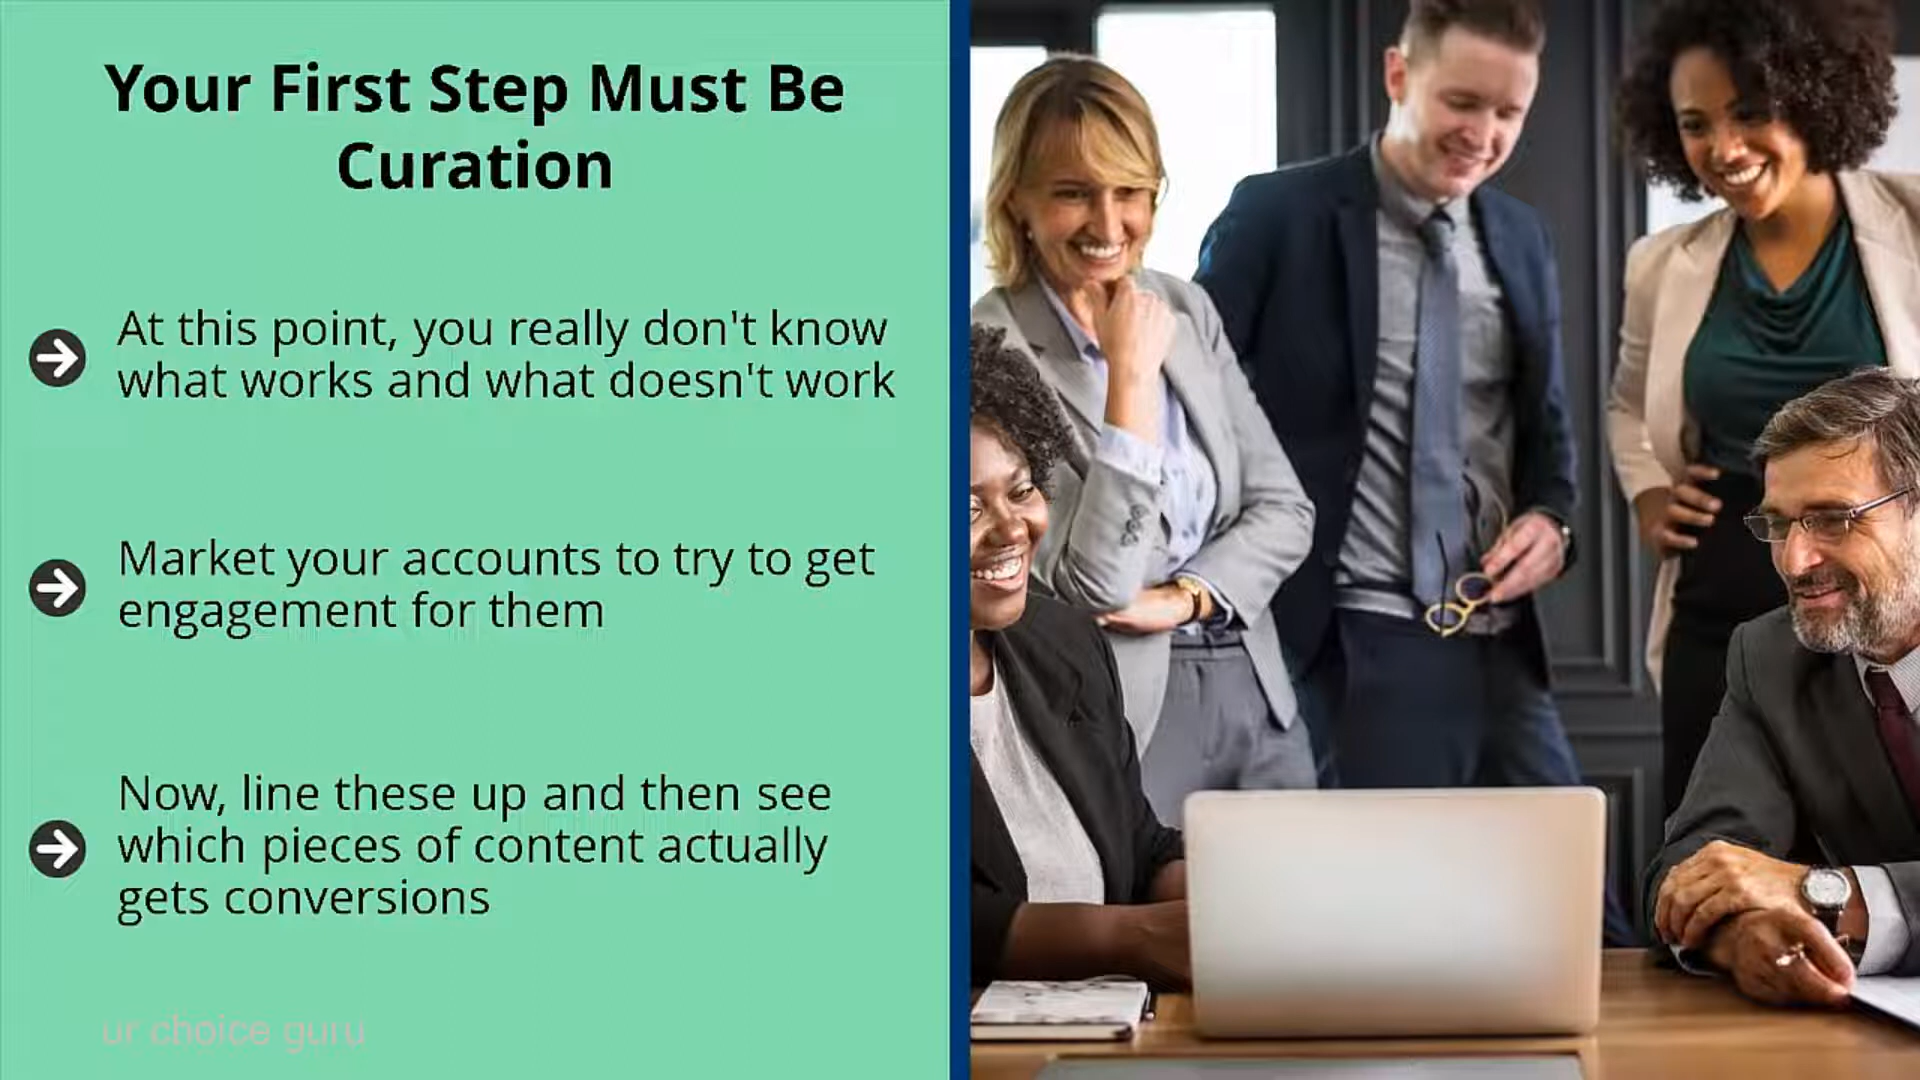 Your First Step Must Be
Curation
At this point, you really don't know
what works and what doesn't work
Market your accounts to try to get
engagement for them
Now, line these up and then see
which pieces of content actually
gets conversions
ur choice guru